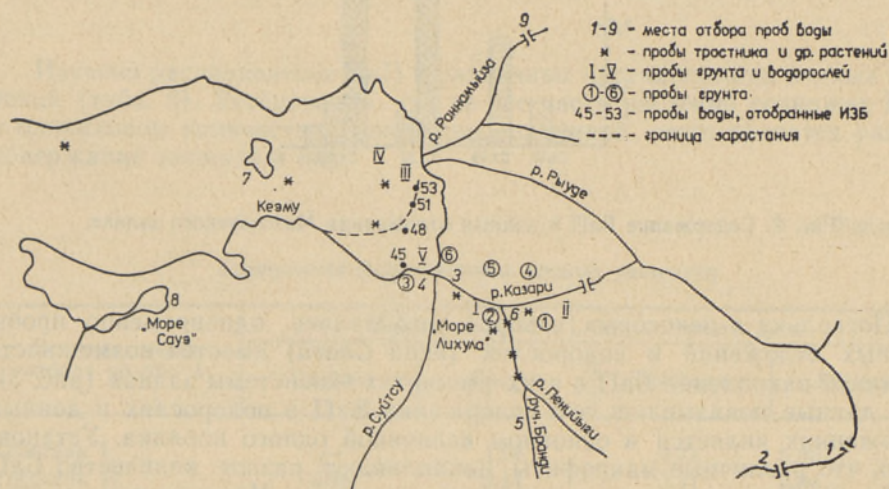 9
р. Раннамыйза
1-9 - места отбора проб воды
* - пробы тростника и др. растений
I-V - пробы грунта и водорослей
①-⑥ - пробы грунта
45-53 - пробы воды, отобранные ИЗБ
---- - граница зарастания
IV
III
7
53
51
48
Кеэму
р. Рыуде
45
V
⑥
③
4
3
⑤
④
р. Казари
8
"Море
Сауэ"
I
II
②
6
①
"Море
Лихула"
р. Суйтсу
р. Пенийыги
руч. Бранди
5
2
1